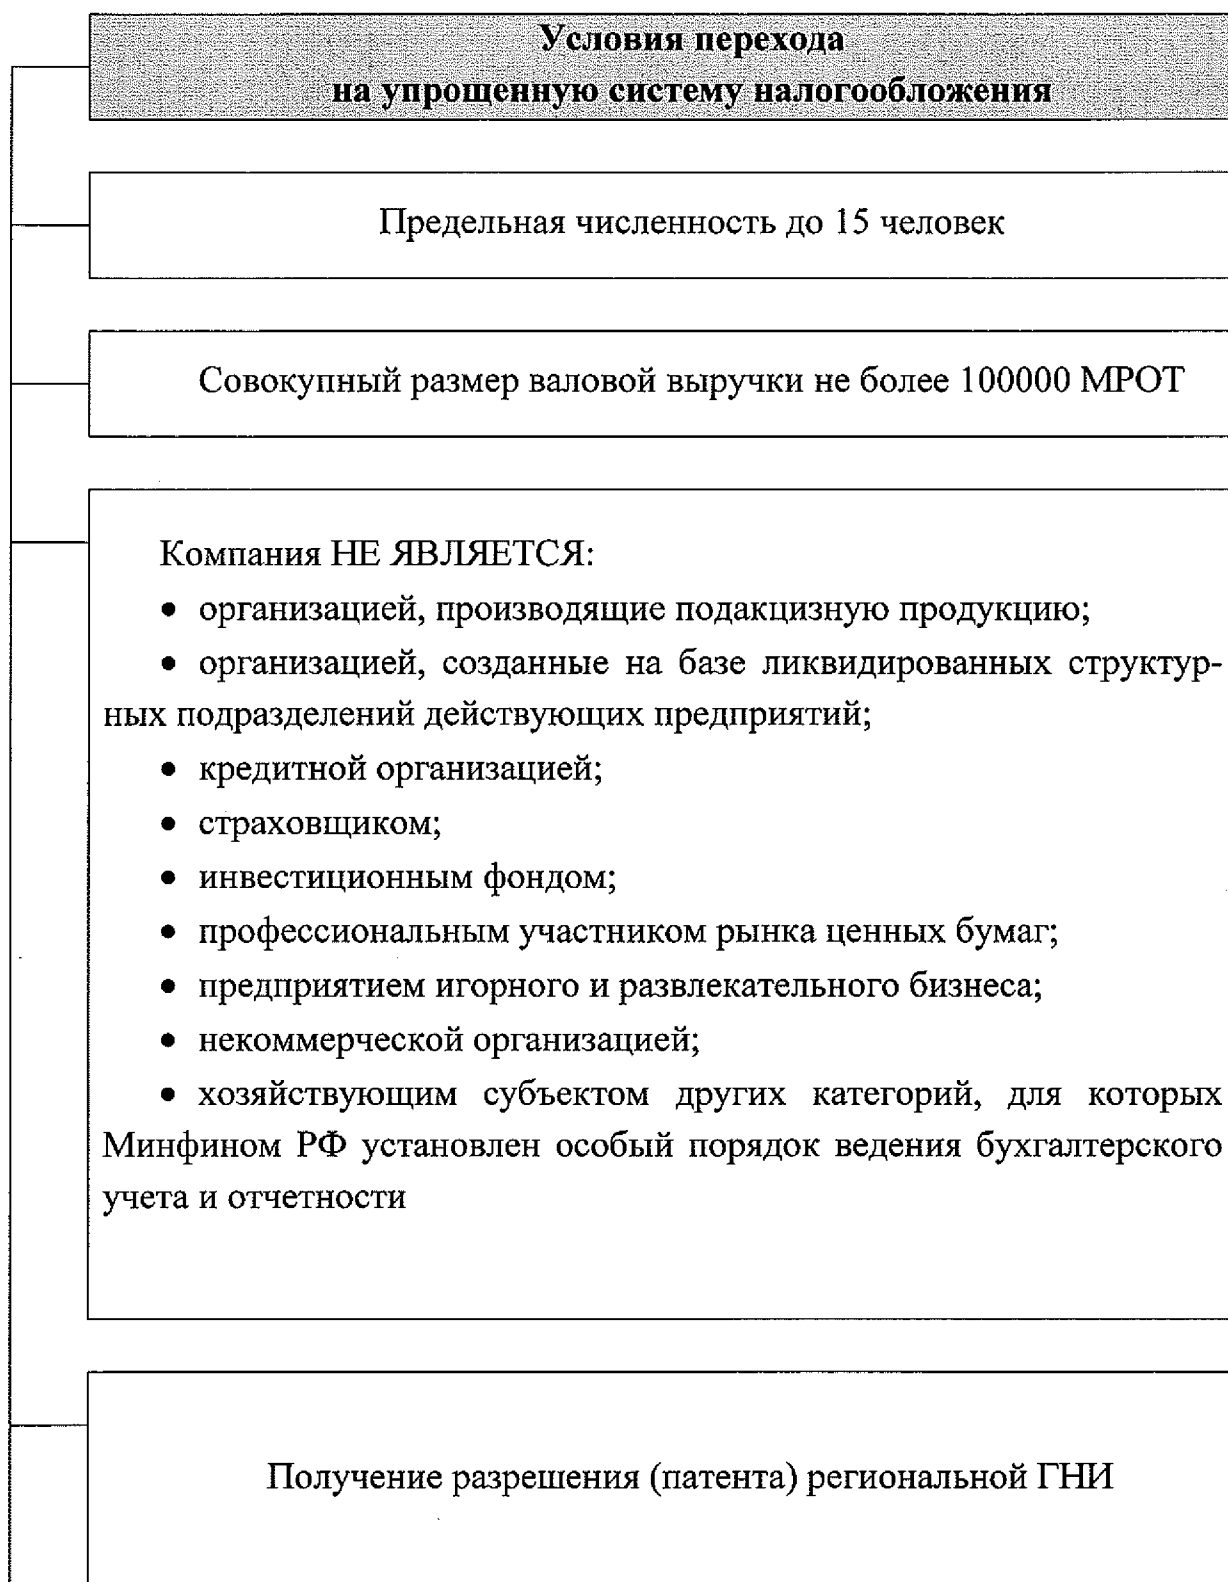 Условия перехода
на упрощенную систему налогообложения
Предельная численность до 15 человек
Совокупный размер валовой выручки не более 100000 МРОТ
Компания НЕ ЯВЛЯЕТСЯ:
• организацией, производящие подакцизную продукцию;
• организацией, созданные на базе ликвидированных структур-
ных подразделений действующих предприятий;
• кредитной организацией;
• страховщиком;
• инвестиционным фондом;
• профессиональным участником рынка ценных бумаг;
• предприятием игорного и развлекательного бизнеса;
• некоммерческой организацией;
• хозяйствующим субъектом других категорий, для которых
Минфином РФ установлен особый порядок ведения бухгалтерского
учета и отчетности
Получение разрешения (патента) региональной ГНИ